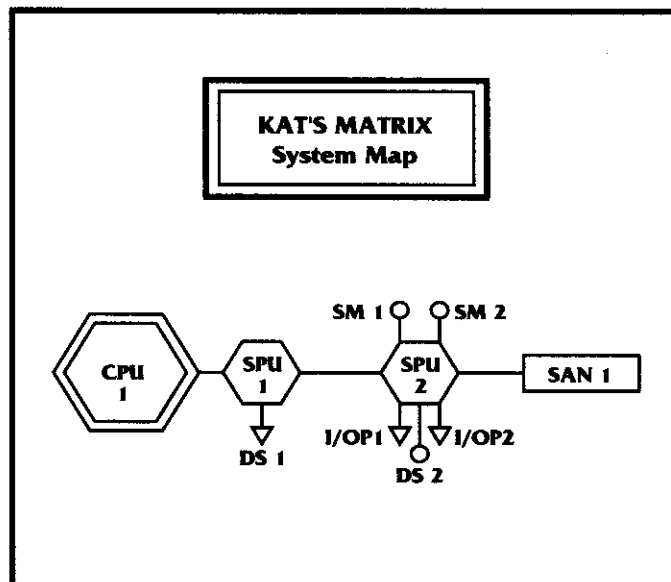 KAT'S MATRIX
System Map
SM 1
SM 2
CPU
1
SPU
1
SPU
2
SAN 1
I/OP1
I/OP2
DS 1
DS 2